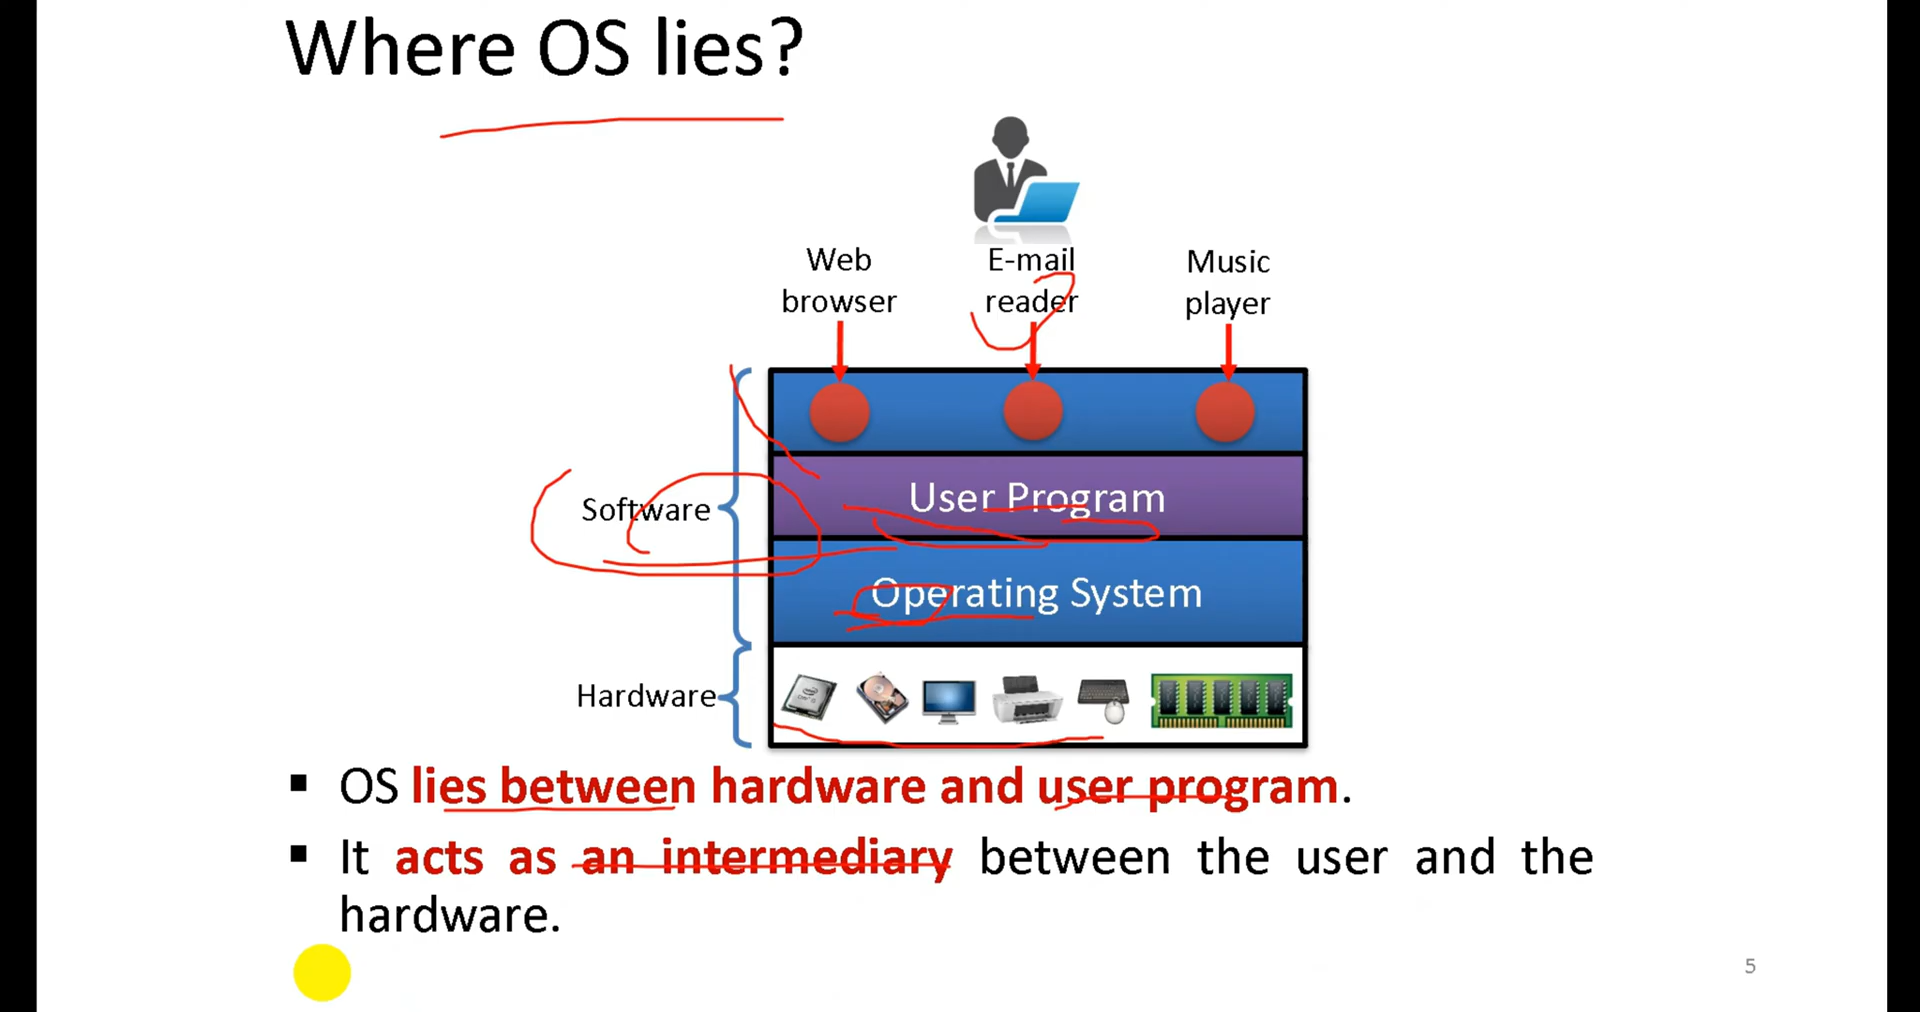 Where OS lies?
Web browser
E-mail reader
Music player
User Program
Software
Operating System
Hardware
▪ OS lies between hardware and user program.
▪ It acts as an intermediary between the user and the
hardware.
5